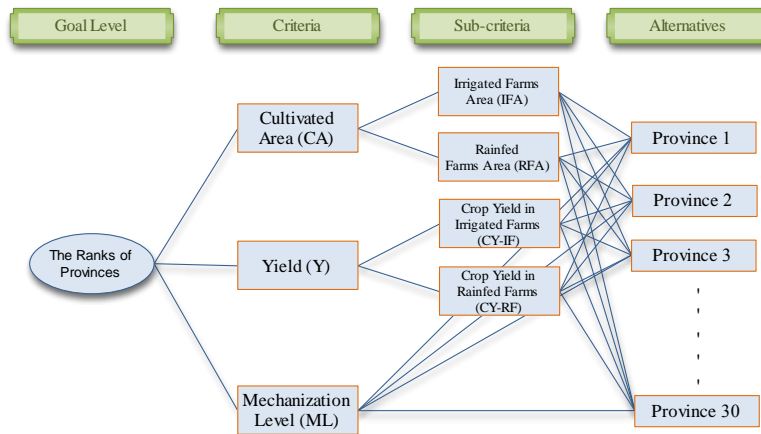 Goal Level
Criteria
Sub-criteria
Alternatives
Cultivated
Area (CA)
Irrigated Farms
Area (IFA)
Rainfed
Farms Area (RFA)
Province 1
Province 2
The Ranks of
Provinces
Yield (Y)
Crop Yield in
Irrigated Farms
(CY-IF)
Crop Yield in
Rainfed Farms
(CY-RF)
Province 3
Mechanization
Level (ML)
Province 30